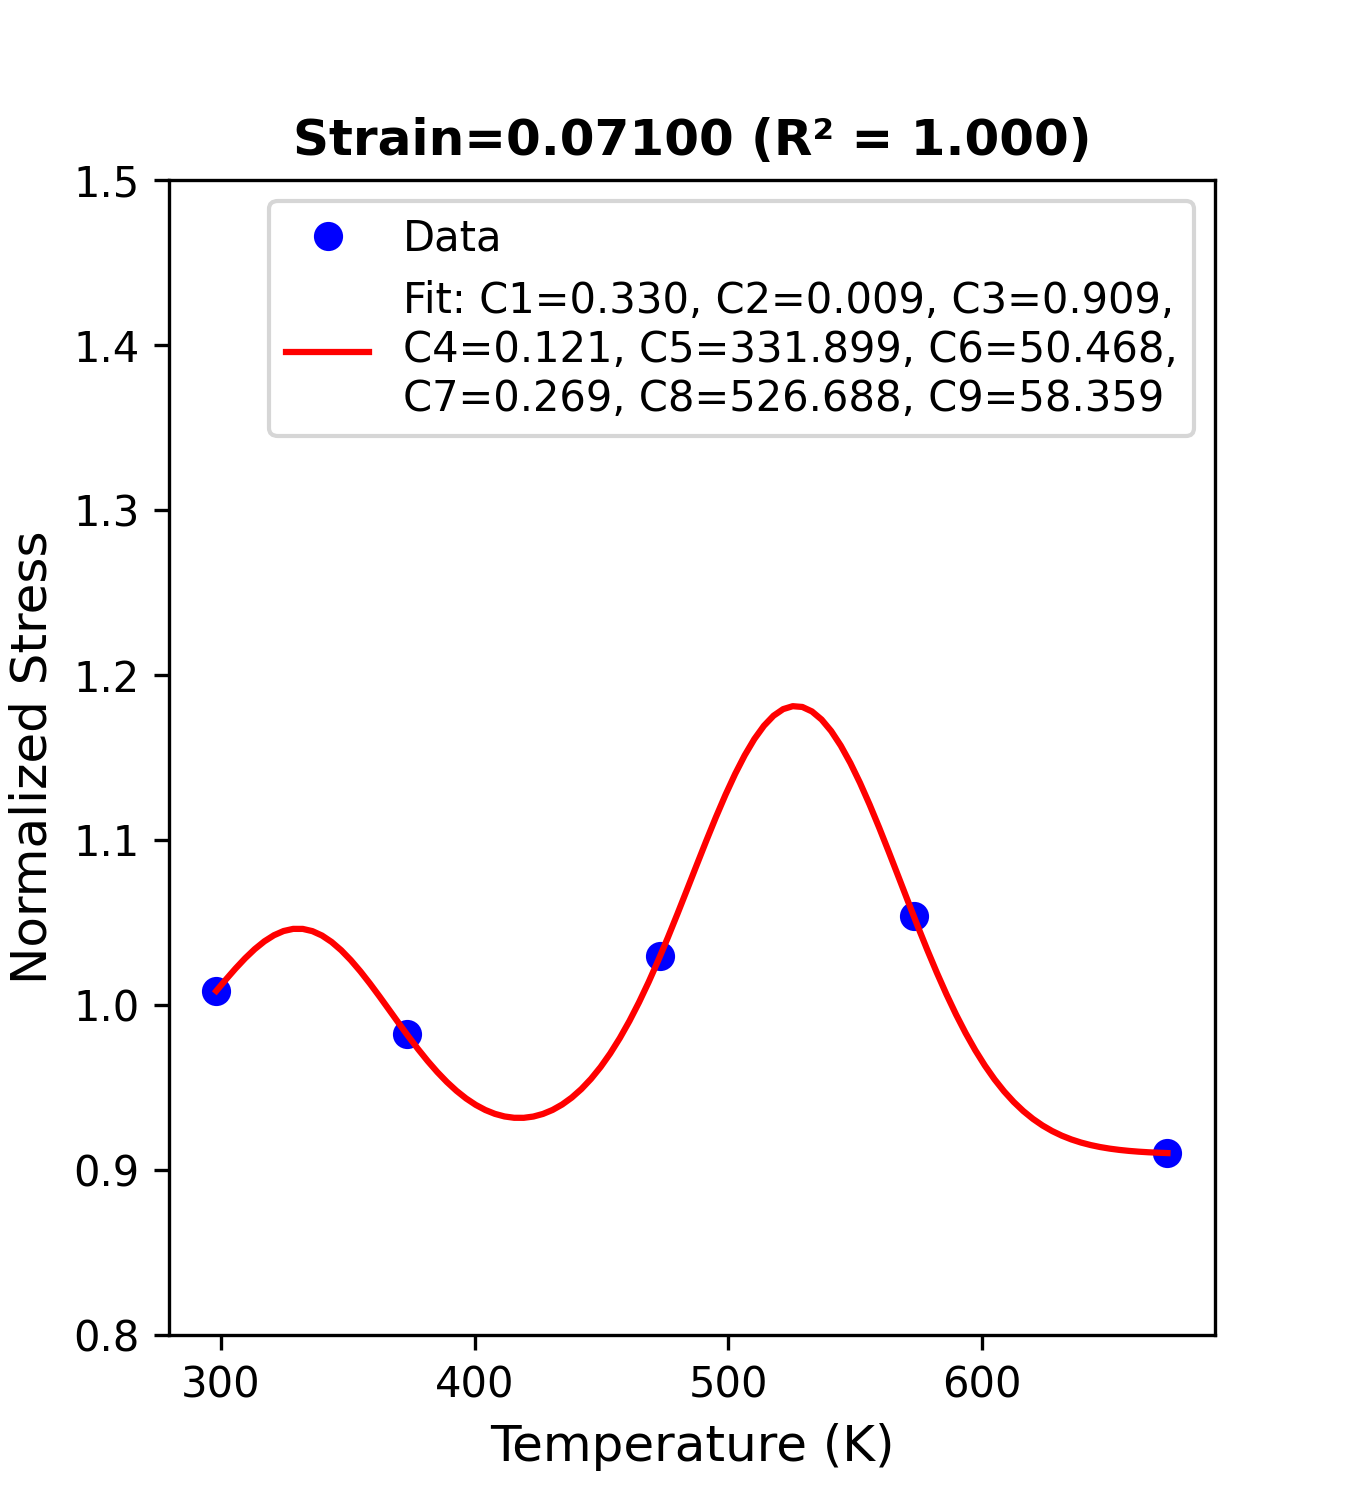 Strain=0.07100 (R² = 1.000)
Data
Fit: C1=0.330, C2=0.009, C3=0.909,
C4=0.121, C5=331.899, C6=50.468,
C7=0.269, C8=526.688, C9=58.359
Normalized Stress
1.5
1.4
1.3
1.2
1.1
1.0
0.9
0.8
300
400
500
600
Temperature (K)